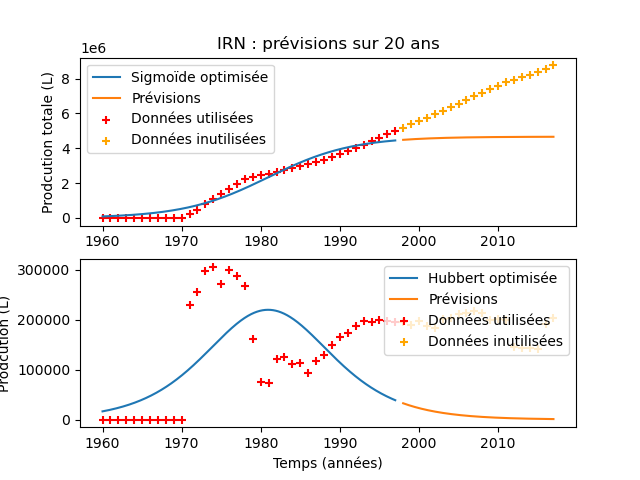 IRN : prévisions sur 20 ans
1e6
Prodcution totale (L)
8
6
4
2
0
Sigmoïde optimisée
Prévisions
Données utilisées
Données inutilisées
1960 1970 1980 1990 2000 2010
Prodcution (L)
300000
200000
100000
0
Hubbert optimisée
Prévisions
Données utilisées
Données inutilisées
1960 1970 1980 1990 2000 2010
Temps (années)